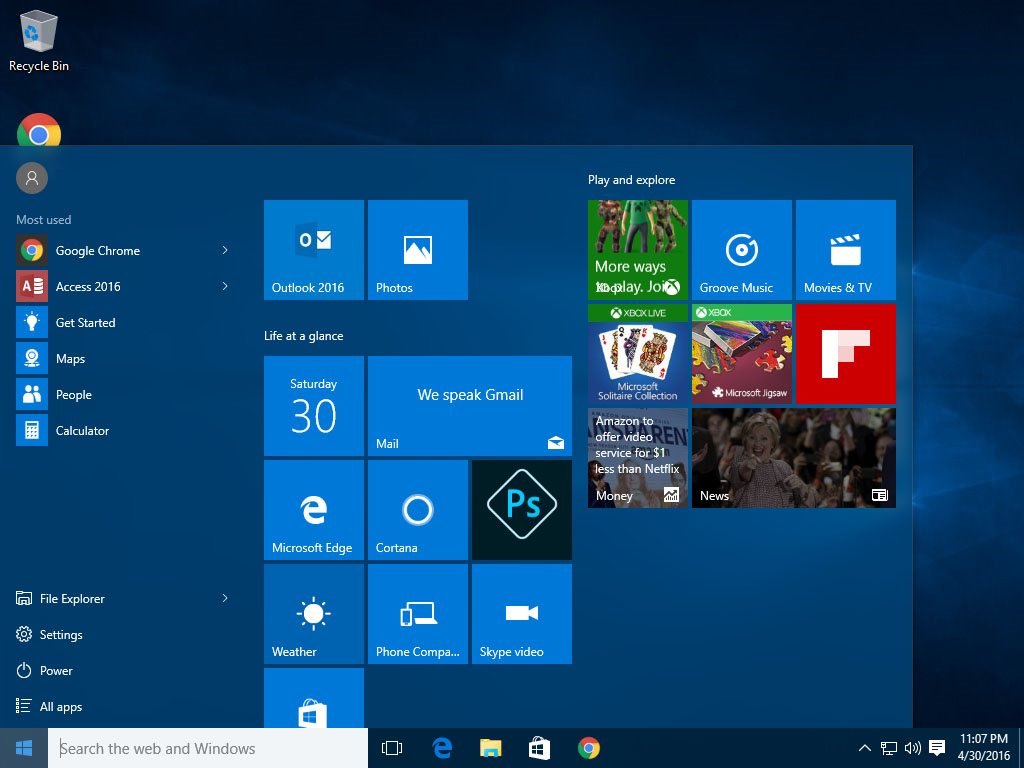 Recycle Bin
Most used
Google Chrome
Access 2016
Get Started
Maps
People
Calculator
File Explorer
Settings
Power
All apps
Outlook 2016
Photos
Life at a glance
Saturday
30
We speak Gmail
Mail
Microsoft Edge
Cortana
Ps
Weather
Phone Compa...
Skype video
Play and explore
More ways
to play. Join
Xbox
Groove Music
Movies & TV
XBOX LIVE
Microsoft
Solitaire Collection
XBOX
Microsoft Jigsaw
Amazon to
offer video
service for $1
less than Netflix
Money
News
Search the web and Windows
11:07 PM
4/30/2016